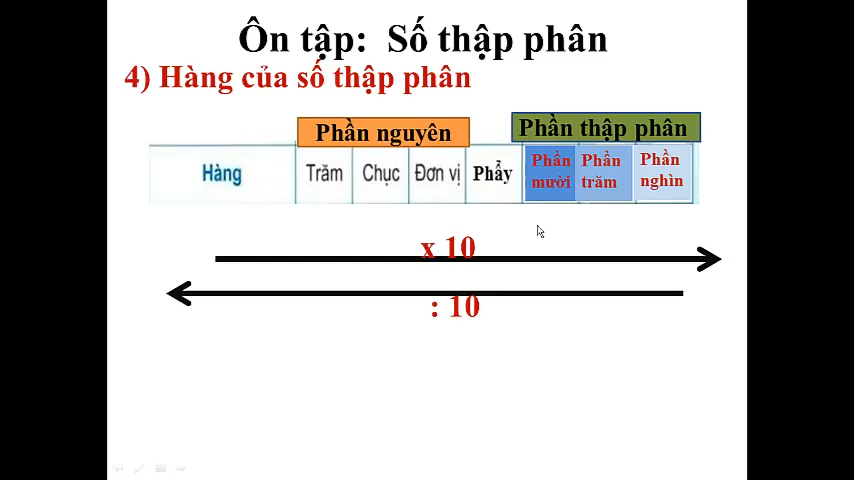 Ôn tập: Số thập phân
4) Hàng của số thập phân
Phần nguyên
Phần thập phân
Hàng
Trăm
Chục
Đơn vị
Phẩy
Phần
mười
Phần
trăm
Phần
nghìn
x 10
: 10